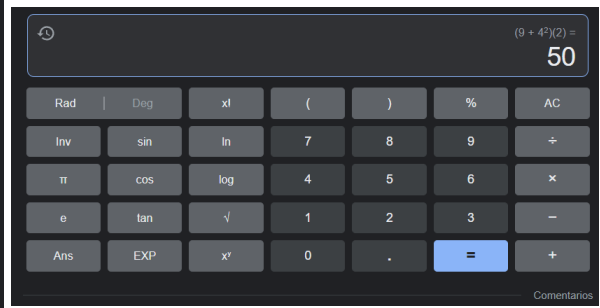 (9 + 4²)(2) =
50
Rad | Deg x! ( ) % AC
Inv sin ln 7 8 9 ÷
π cos log 4 5 6 ×
e tan √ 1 2 3 −
Ans EXP xʸ 0 . = +
Comentarios